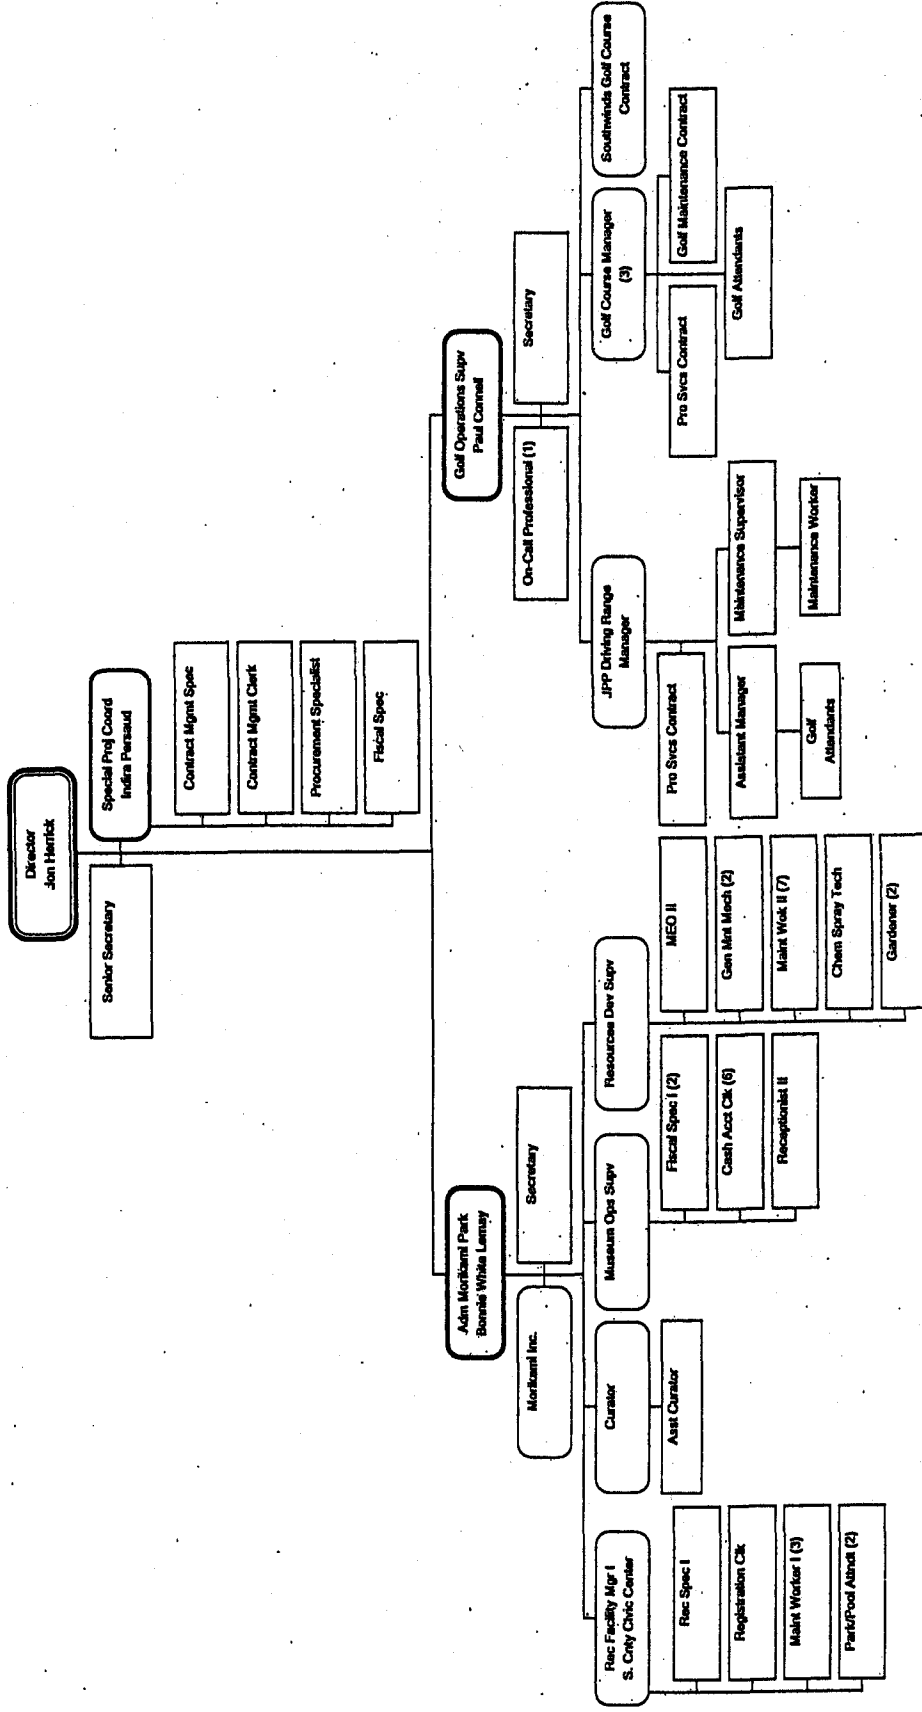 Director
Jon Herrick
Senior Secretary
Special Proj Coord
Indira Persaud
Contract Mgmt Spec
Contract Mgmt Clerk
Procurement Specialist
Fiscal Spec
Adm Morikami Park
Bonnie White Lemay
Morikami Inc.
Secretary
Rec Facility Mgr I
S. Cnty Civic Center
Rec Spec I
Registration Clk
Maint Worker I (3)
Park/Pool Attndt (2)
Curator
Asst Curator
Museum Ops Supv
Fiscal Spec I (2)
Cash Acct Clk (6)
Receptionist II
Resources Dev Supv
MEO II
Gen Mnt Mech (2)
Maint Wok II (7)
Chem Spray Tech
Gardener (2)
Golf Operations Supv
Paul Connell
On-Call Professional (1)
Secretary
JPP Driving Range
Manager
Pro Svcs Contract
Assistant Manager
Golf
Attendants
Maintenance Supervisor
Maintenance Worker
Golf Course Manager
(3)
Pro Svcs Contract
Golf Maintenance Contract
Golf Attendants
Southwinds Golf Course
Contract